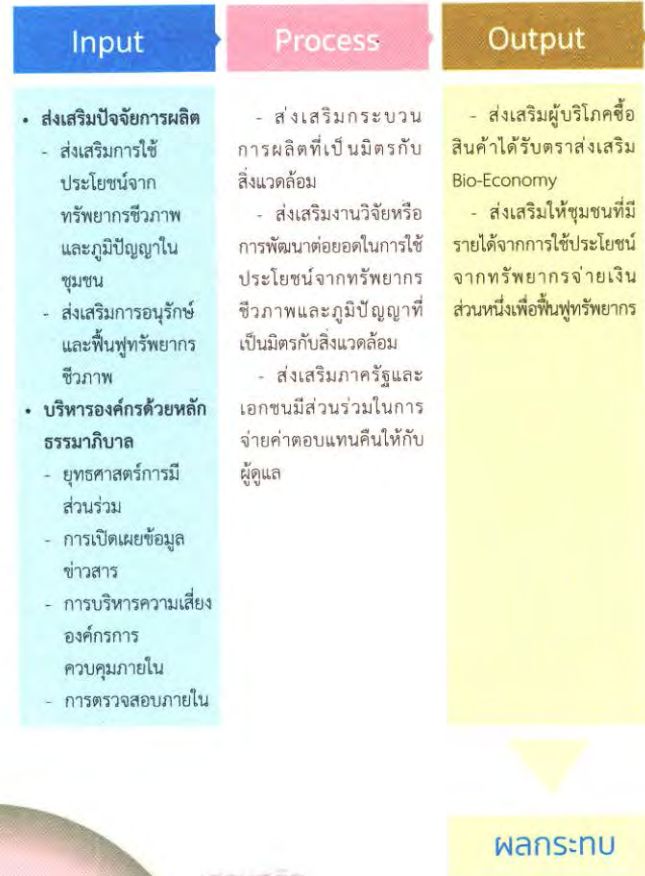 Input
Process
Output
• ส่งเสริมปัจจัยการผลิต
- ส่งเสริมการใช้
ประโยชน์จาก
ทรัพยากรชีวภาพ
และภูมิปัญญาใน
ชุมชน
- ส่งเสริมการอนุรักษ์
และฟื้นฟูทรัพยากร
ชีวภาพ
• บริหารองค์กรด้วยหลัก
ธรรมาภิบาล
- ยุทธศาสตร์การมี
ส่วนร่วม
- การเปิดเผยข้อมูล
ข่าวสาร
- การบริหารความเสี่ยง
องค์กรการ
ควบคุมภายใน
- การตรวจสอบภายใน
- ส่งเสริมกระบวน
การผลิตที่เป็นมิตรกับ
สิ่งแวดล้อม
- ส่งเสริมงานวิจัยหรือ
การพัฒนาต่อยอดในการใช้
ประโยชน์จากทรัพยากร
ชีวภาพและภูมิปัญญาที่
เป็นมิตรกับสิ่งแวดล้อม
- ส่งเสริมภาครัฐและ
เอกชนมีส่วนร่วมในการ
จ่ายค่าตอบแทนคืนให้กับ
ผู้ดูแล
- ส่งเสริมผู้บริโภคซื้อ
สินค้าได้รับตราส่งเสริม
Bio-Economy
- ส่งเสริมให้ชุมชนที่มี
รายได้จากการใช้ประโยชน์
จากทรัพยากรจ่ายเงิน
ส่วนหนึ่งเพื่อฟื้นฟูทรัพยากร
ผลกระทบ